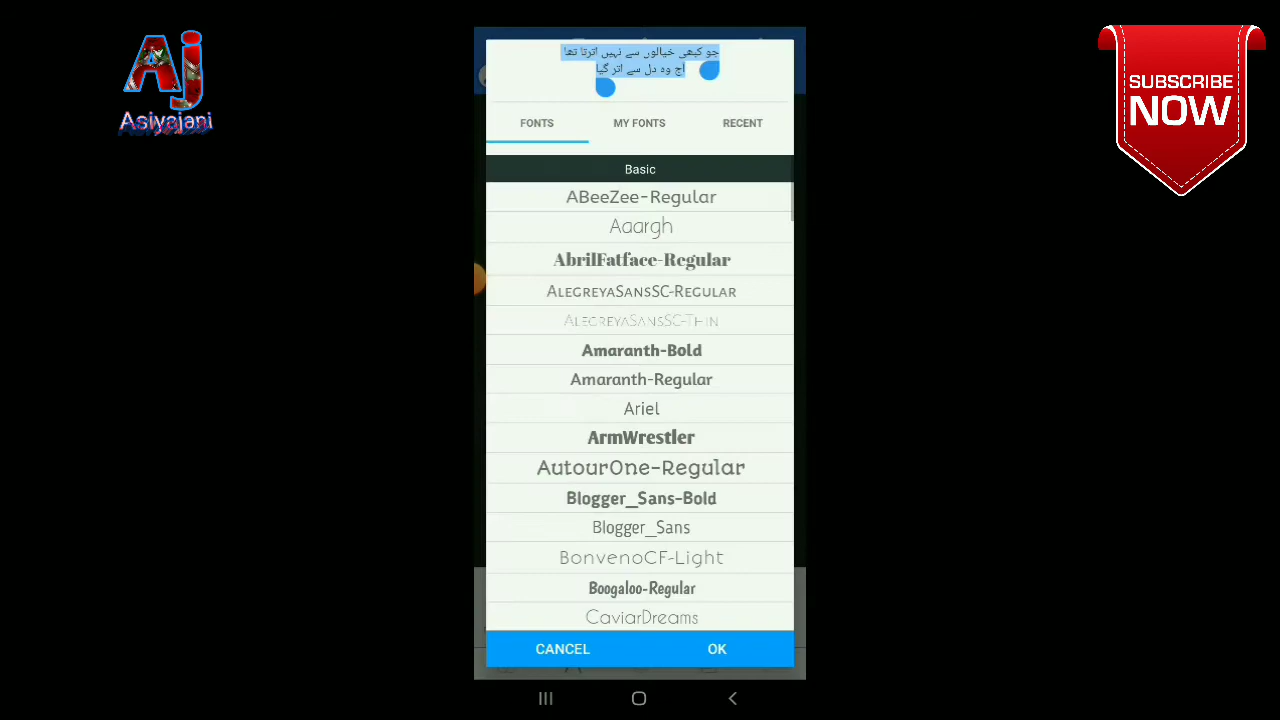 Aj
Asiyajani
SUBSCRIBE
NOW
جو کبھی خیالوں سے نہیں اترتا تھا
آج وہ دل سے اتر گیا
FONTS
MY FONTS
RECENT
Basic
ABeeZee-Regular
Aaargh
AbrilFatface-Regular
AlegreyaSansSC-Regular
AlegreyaSansSC-Thin
Amaranth-Bold
Amaranth-Regular
Ariel
ArmWrestler
AutourOne-Regular
Blogger_Sans-Bold
Blogger_Sans
BonvenoCF-Light
Boogaloo-Regular
CaviarDreams
CANCEL
OK